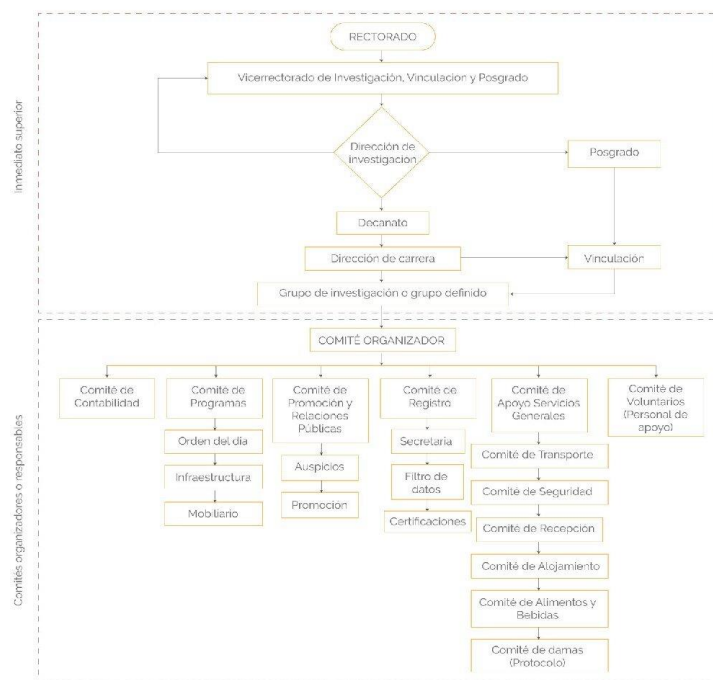 Inmediato superior
RECTORADO
Vicerrectorado de Investigación, Vinculacion y Posgrado
Dirección de
investigacion
Posgrado
Decanato
Dirección de carrera
Vinculación
Grupo de investigación o grupo definido
Comités organizadores o responsables
COMITÉ ORGANIZADOR
Comité de
Contabilidad
Comité de
Programas
Orden del día
Infraestructura
Mobiliario
Comité de
Promoción y
Relaciones
Públicas
Auspicios
Promoción
Comité de
Registro
Secretaria
Filtro de
datos
Certificaciones
Comité de
Apoyo Servicios
Generales
Comité de Transporte
Comité de Seguridad
Comité de Recepción
Comité de Alojamiento
Comité de Alimentos y
Bebidas
Comité de damas
(Protocolo)
Comité de
Voluntarios
(Personal de
apoyo)